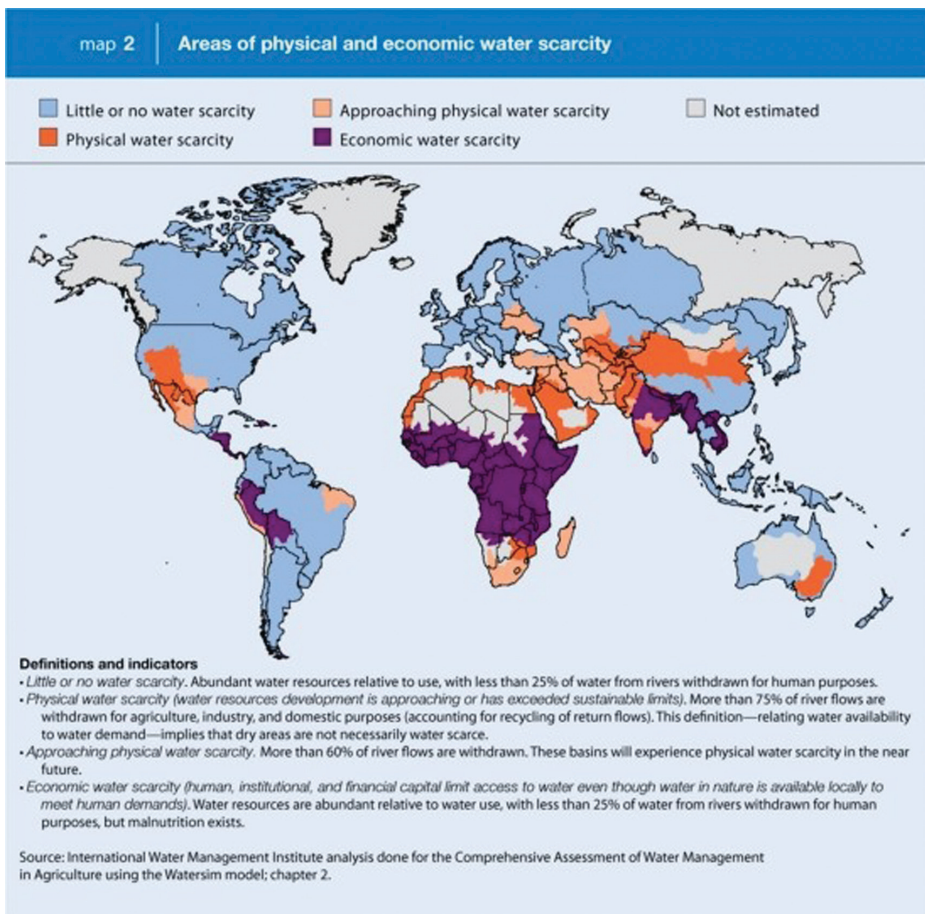 map 2 Areas of physical and economic water scarcity
Little or no water scarcity Approaching physical water scarcity Not estimated
Physical water scarcity Economic water scarcity
Definitions and indicators
• Little or no water scarcity. Abundant water resources relative to use, with less than 25% of water from rivers withdrawn for human purposes.
• Physical water scarcity (water resources development is approaching or has exceeded sustainable limits). More than 75% of river flows are
withdrawn for agriculture, industry, and domestic purposes (accounting for recycling of return flows). This definition—relating water availability
to water demand—implies that dry areas are not necessarily water scarce.
• Approaching physical water scarcity. More than 60% of river flows are withdrawn. These basins will experience physical water scarcity in the near
future.
• Economic water scarcity (human, institutional, and financial capital limit access to water even though water in nature is available locally to
meet human demands). Water resources are abundant relative to water use, with less than 25% of water from rivers withdrawn for human
purposes, but malnutrition exists.
Source: International Water Management Institute analysis done for the Comprehensive Assessment of Water Management
in Agriculture using the Watersim model; chapter 2.